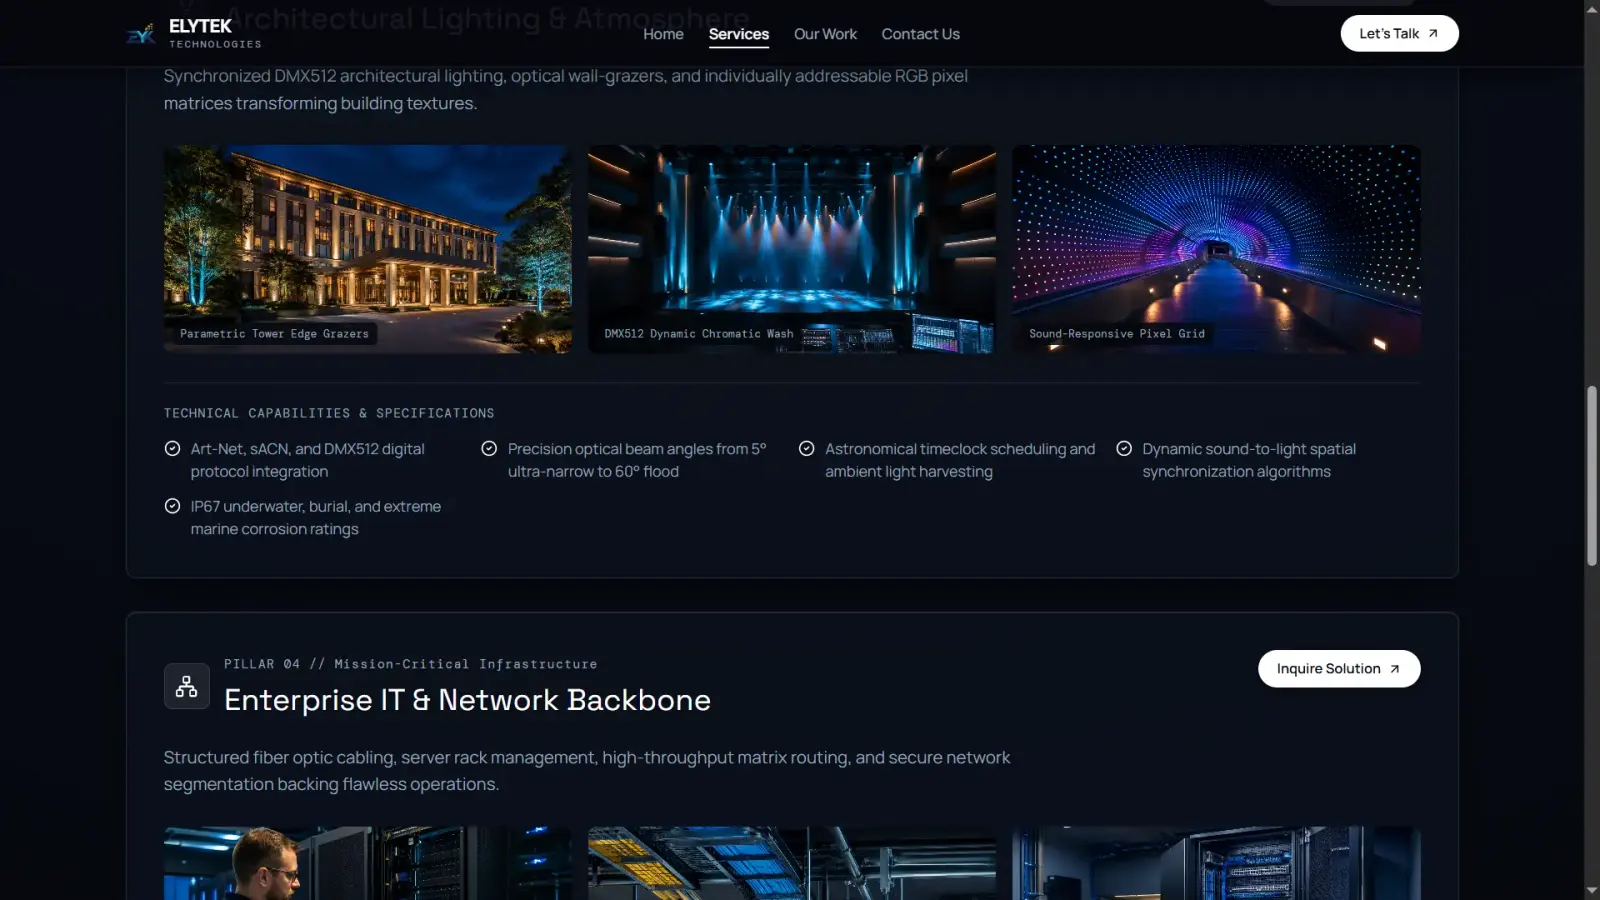 Architectural Lighting & Atmosphere
ELYTEK
TECHNOLOGIES
Home
Services
Our Work
Contact Us
Let's Talk
Synchronized DMX512 architectural lighting, optical wall-grazers, and individually addressable RGB pixel
matrices transforming building textures.
Parametric Tower Edge Grazers
DMX512 Dynamic Chromatic Wash
Sound-Responsive Pixel Grid
TECHNICAL CAPABILITIES & SPECIFICATIONS
Art-Net, sACN, and DMX512 digital
protocol integration
Precision optical beam angles from 5°
ultra-narrow to 60° flood
Astronomical timeclock scheduling and
ambient light harvesting
Dynamic sound-to-light spatial
synchronization algorithms
IP67 underwater, burial, and extreme
marine corrosion ratings
PILLAR 04 // Mission-Critical Infrastructure
Enterprise IT & Network Backbone
Inquire Solution
Structured fiber optic cabling, server rack management, high-throughput matrix routing, and secure network
segmentation backing flawless operations.